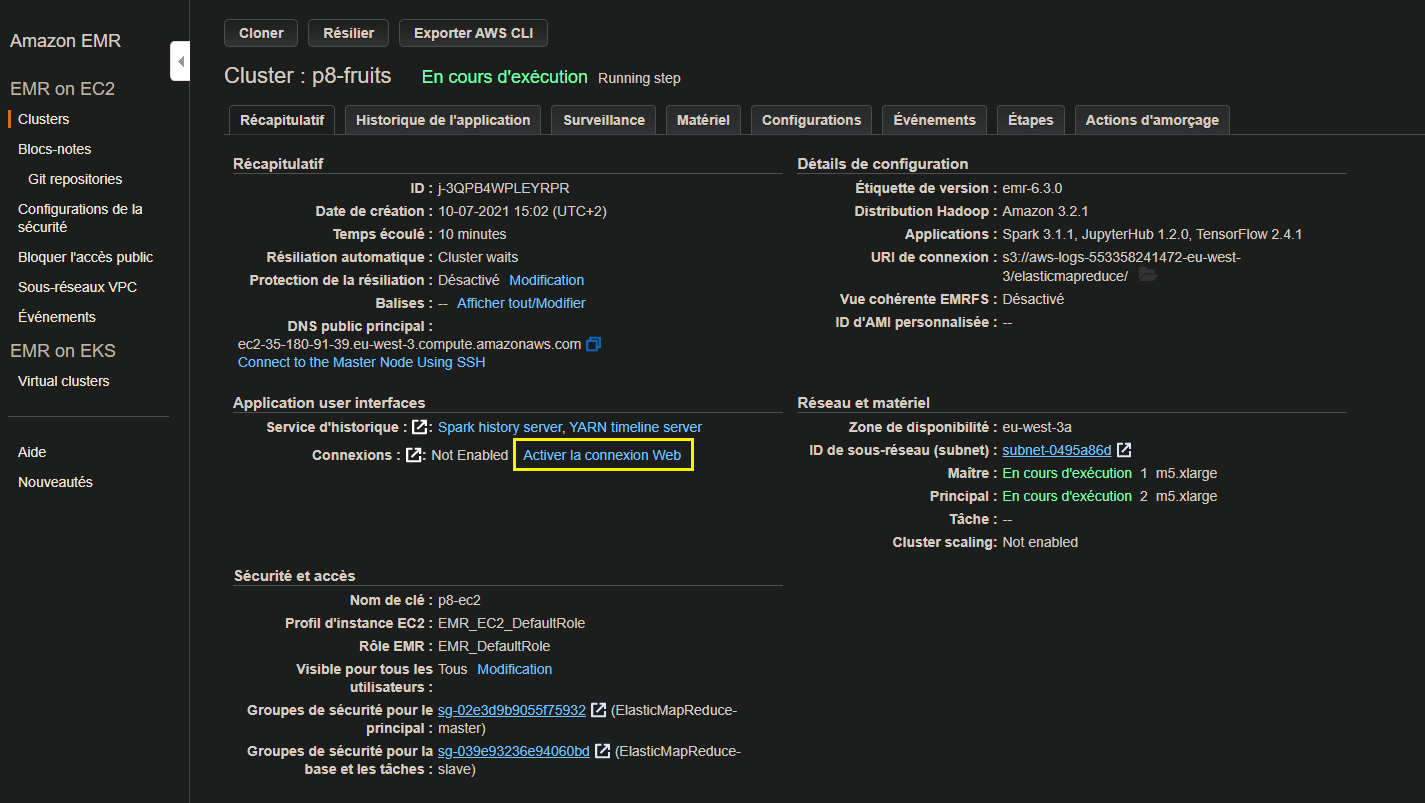 Amazon EMR
EMR on EC2
Clusters
Blocs-notes
Git repositories
Configurations de la
sécurité
Bloquer l'accès public
Sous-réseaux VPC
Événements
EMR on EKS
Virtual clusters
Aide
Nouveautés
Cloner Résilier Exporter AWS CLI
Cluster : p8-fruits En cours d'exécution Running step
Récapitulatif Historique de l'application Surveillance Matériel Configurations Événements Étapes Actions d'amorçage
Récapitulatif
ID : j-3QPB4WPLEYRPR
Date de création : 10-07-2021 15:02 (UTC+2)
Temps écoulé : 10 minutes
Résiliation automatique : Cluster waits
Protection de la résiliation : Désactivé Modification
Balises : -- Afficher tout/Modifier
DNS public principal :
ec2-35-180-91-39.eu-west-3.compute.amazonaws.com
Connect to the Master Node Using SSH
Détails de configuration
Étiquette de version : emr-6.3.0
Distribution Hadoop : Amazon 3.2.1
Applications : Spark 3.1.1, JupyterHub 1.2.0, TensorFlow 2.4.1
URI de connexion : s3://aws-logs-553358241472-eu-west-
3/elasticmapreduce/
Vue cohérente EMRFS : Désactivé
ID d'AMI personnalisée : --
Application user interfaces
Service d'historique : : Spark history server, YARN timeline server
Connexions : : Not Enabled Activer la connexion Web
Réseau et matériel
Zone de disponibilité : eu-west-3a
ID de sous-réseau (subnet) : subnet-0495a86d
Maître : En cours d'exécution 1 m5.xlarge
Principal : En cours d'exécution 2 m5.xlarge
Tâche : --
Cluster scaling: Not enabled
Sécurité et accès
Nom de clé : p8-ec2
Profil d'instance EC2 : EMR_EC2_DefaultRole
Rôle EMR : EMR_DefaultRole
Visible pour tous les Tous Modification
utilisateurs :
Groupes de sécurité pour le sg-02e3d9b9055f75932 (ElasticMapReduce-
principal : master)
Groupes de sécurité pour la sg-039e93236e94060bd (ElasticMapReduce-
base et les tâches : slave)